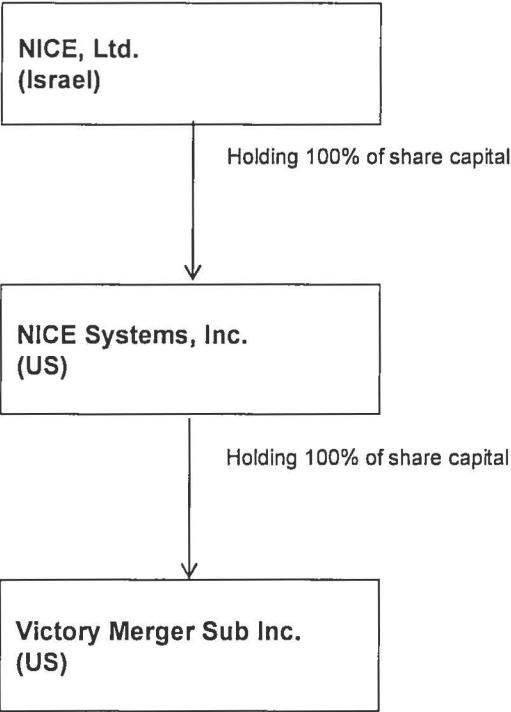 NICE, Ltd.
(Israel)
Holding 100% of share capital
NICE Systems, Inc.
(US)
Holding 100% of share capital
Victory Merger Sub Inc.
(US)